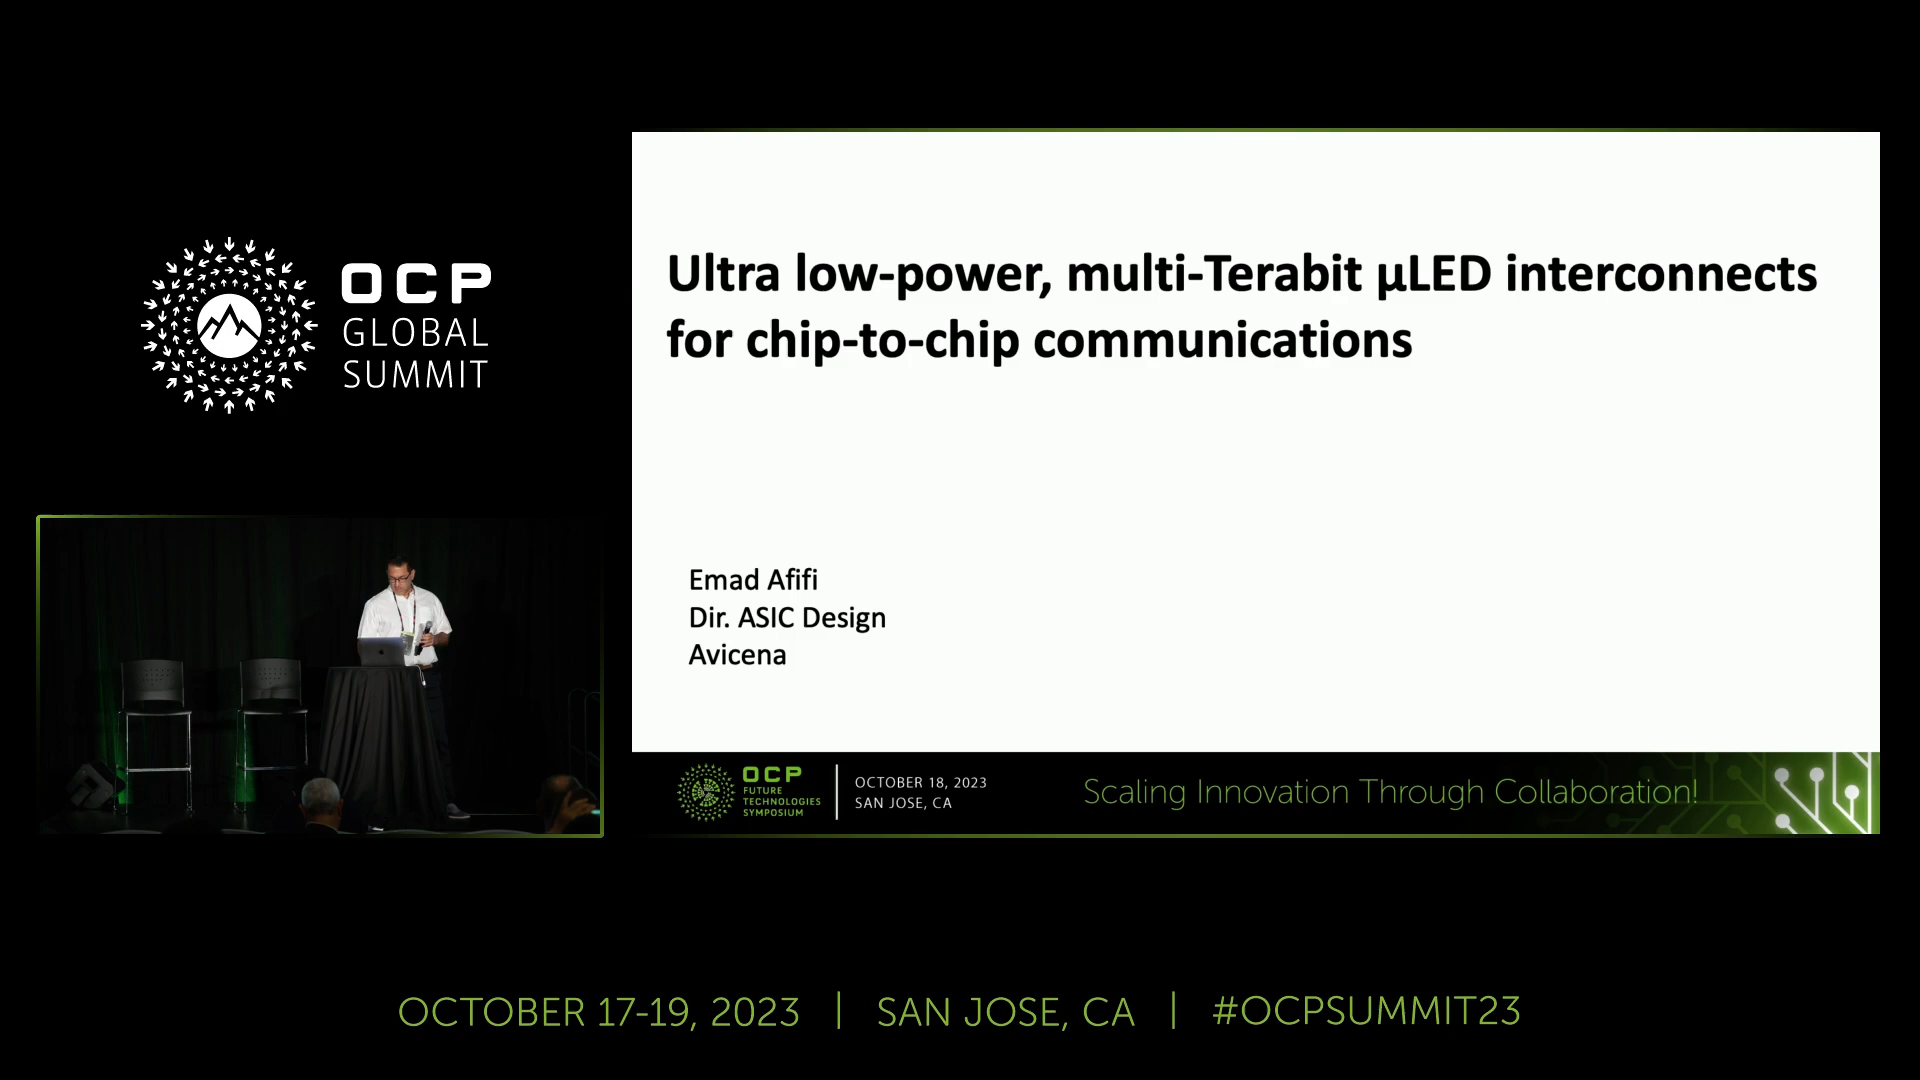 OCP
GLOBAL
SUMMIT
Ultra low-power, multi-Terabit µLED interconnects
for chip-to-chip communications
Emad Afifi
Dir. ASIC Design
Avicena
OCP
FUTURE
TECHNOLOGIES
SYMPOSIUM
OCTOBER 18, 2023
SAN JOSE, CA
Scaling Innovation Through Collaboration!
OCTOBER 17-19, 2023 | SAN JOSE, CA | #OCPSUMMIT23